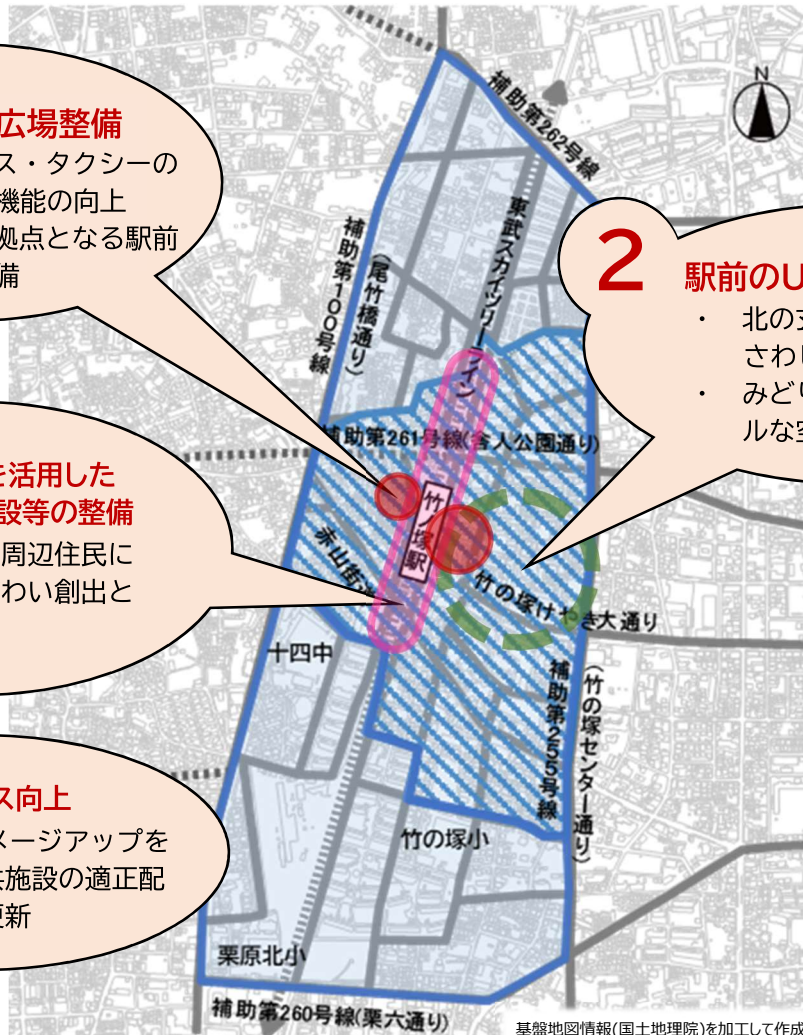 広場整備
ス・タクシーの
機能の向上
拠点となる駅前
備
補助第262号線
N
東武スカイツリーライン
補助第100号線
(尾竹橋通り)
2
駅前のU
・ 北の玄
さわし
・ みどり
ルな空
補助第261号線(舎人公園通り)
を活用した
設等の整備
周辺住民に
わい創出と
竹ノ塚駅
赤山街道
竹の塚けやき大通り
十四中
補助第255号線
(竹の塚センター通り)
ス向上
メージアップを
共施設の適正配
更新
竹の塚小
栗原北小
補助第260号線(栗六通り)
基盤地図情報(国土地理院)を加工して作成